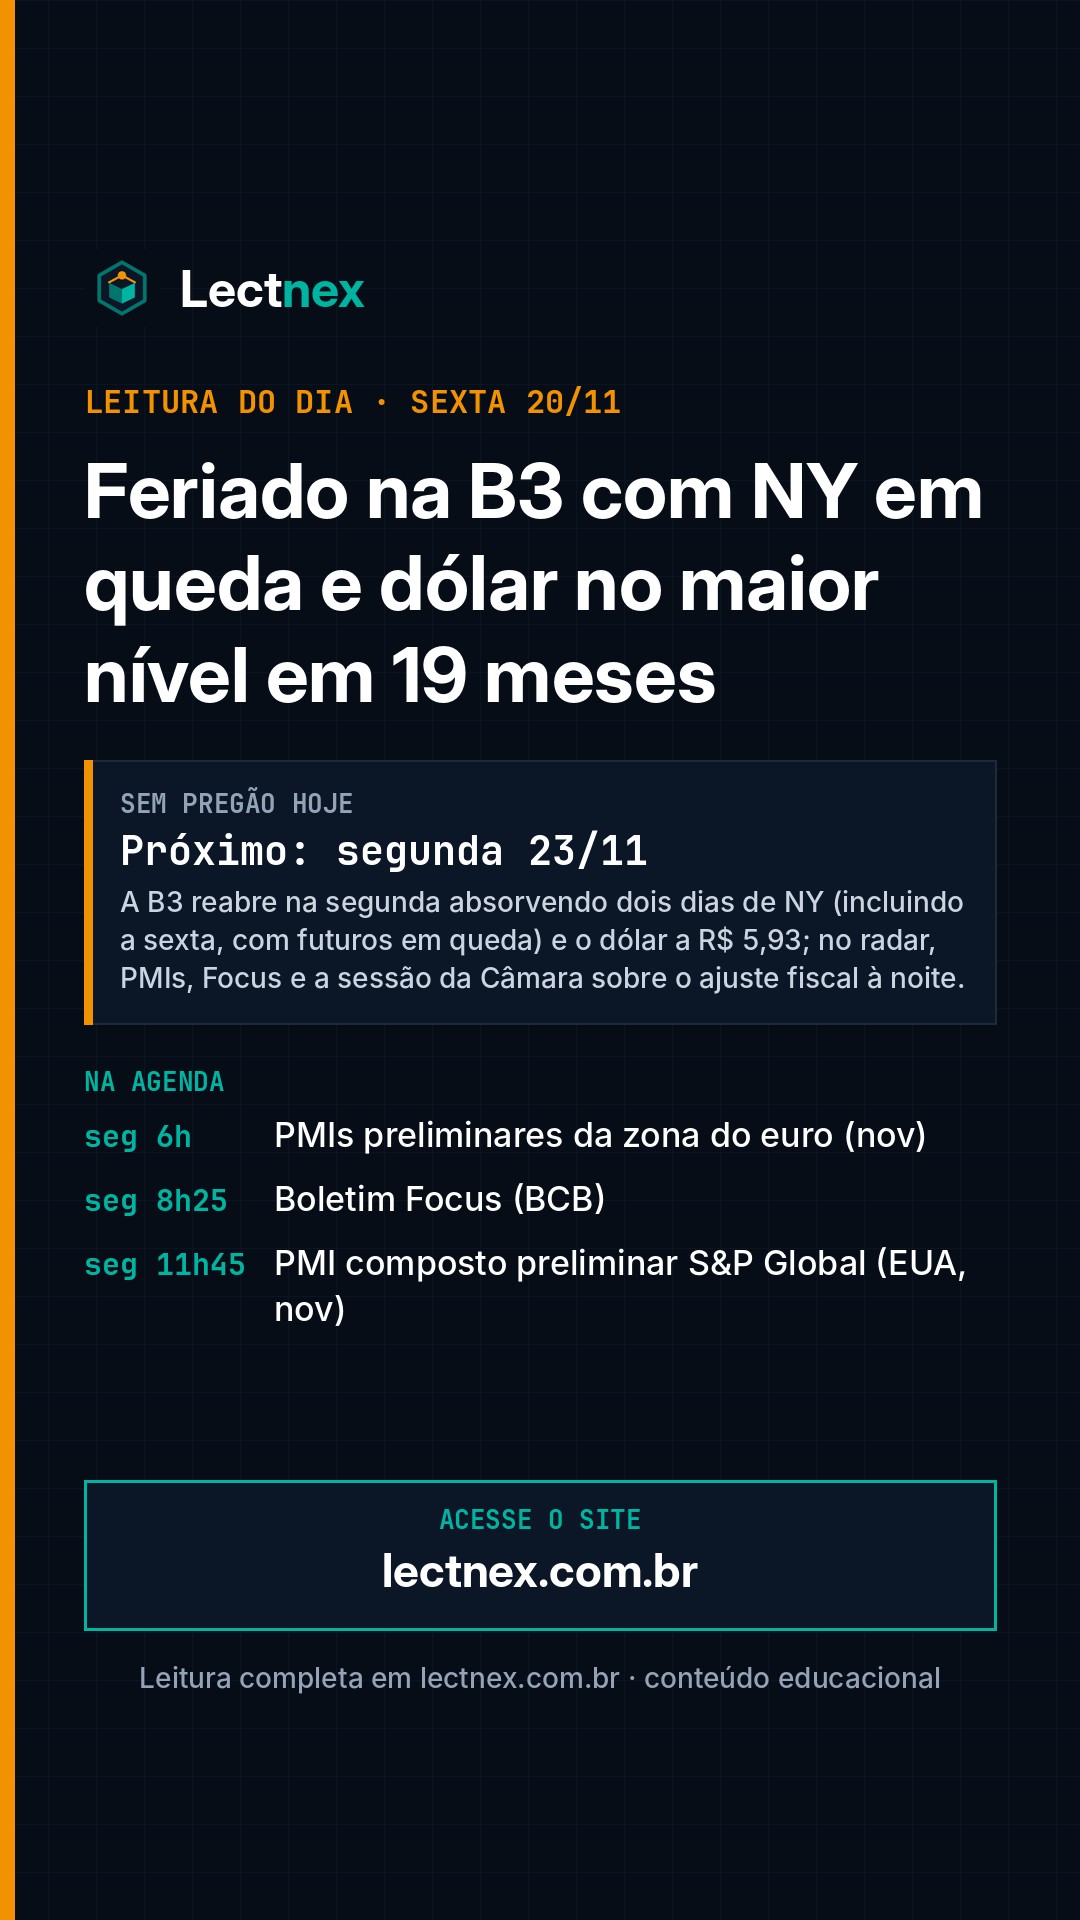 Lectnex
LEITURA DO DIA · SEXTA 20/11
Feriado na B3 com NY em
queda e dólar no maior
nível em 19 meses
SEM PREGÃO HOJE
Próximo: segunda 23/11
A B3 reabre na segunda absorvendo dois dias de NY (incluindo
a sexta, com futuros em queda) e o dólar a R$ 5,93; no radar,
PMIs, Focus e a sessão da Câmara sobre o ajuste fiscal à noite.
NA AGENDA
seg 6h PMIs preliminares da zona do euro (nov)
seg 8h25 Boletim Focus (BCB)
seg 11h45 PMI composto preliminar S&P Global (EUA,
nov)
ACESSE O SITE
lectnex.com.br
Leitura completa em lectnex.com.br · conteúdo educacional